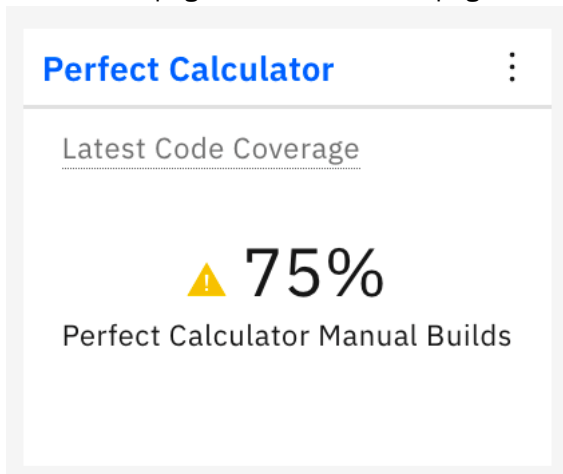 Perfect Calculator
Latest Code Coverage
75%
Perfect Calculator Manual Builds